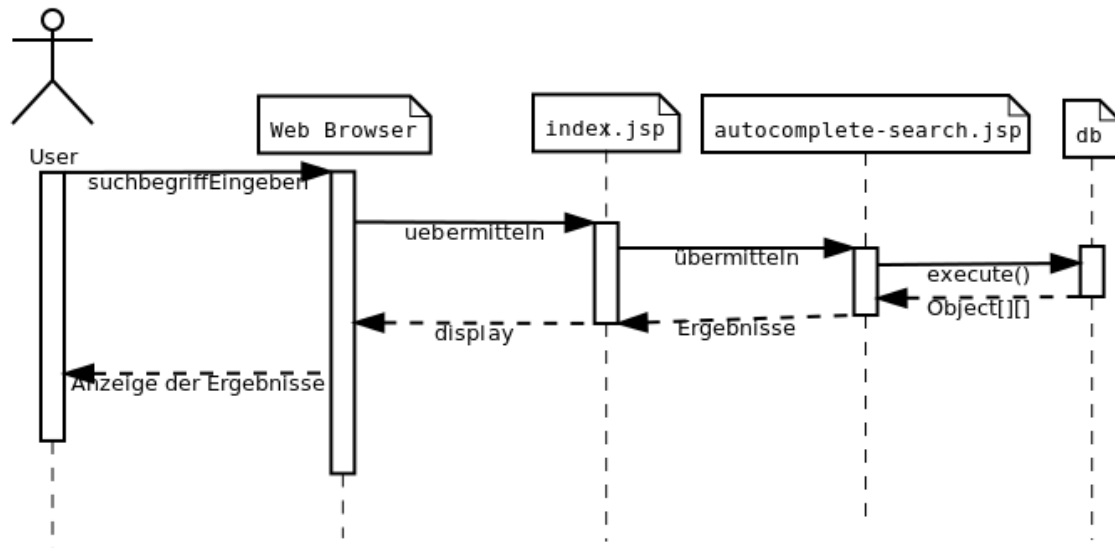 Web Browser
index.jsp
autocomplete-search.jsp
db
User
suchbegriffEingeben
uebermitteln
übermitteln
execute()
Object[][]
Ergebnisse
display
Anzeige der Ergebnisse